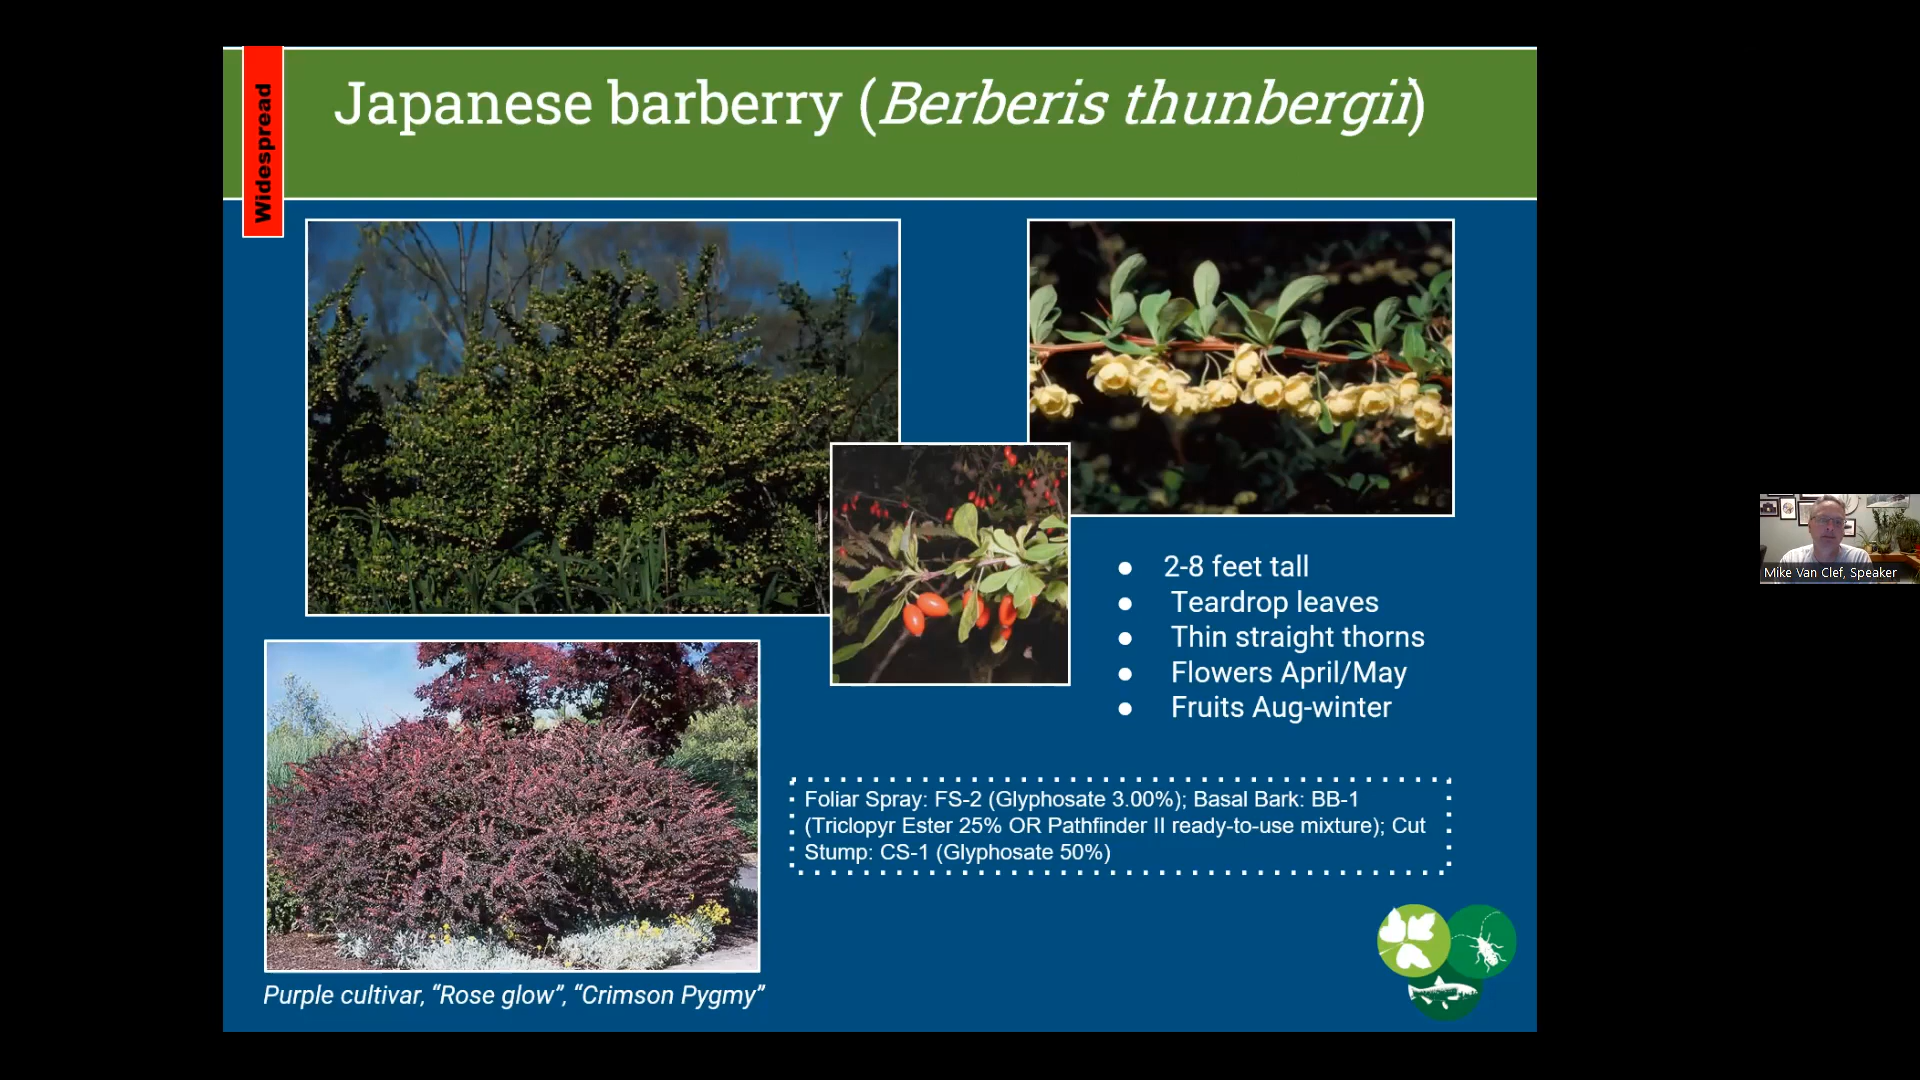 Widespread
Japanese barberry (Berberis thunbergii)
● 2-8 feet tall
● Teardrop leaves
● Thin straight thorns
● Flowers April/May
● Fruits Aug-winter
Foliar Spray: FS-2 (Glyphosate 3.00%); Basal Bark: BB-1
(Triclopyr Ester 25% OR Pathfinder II ready-to-use mixture); Cut
Stump: CS-1 (Glyphosate 50%)
Purple cultivar, “Rose glow”, “Crimson Pygmy”
Mike Van Clef, Speaker